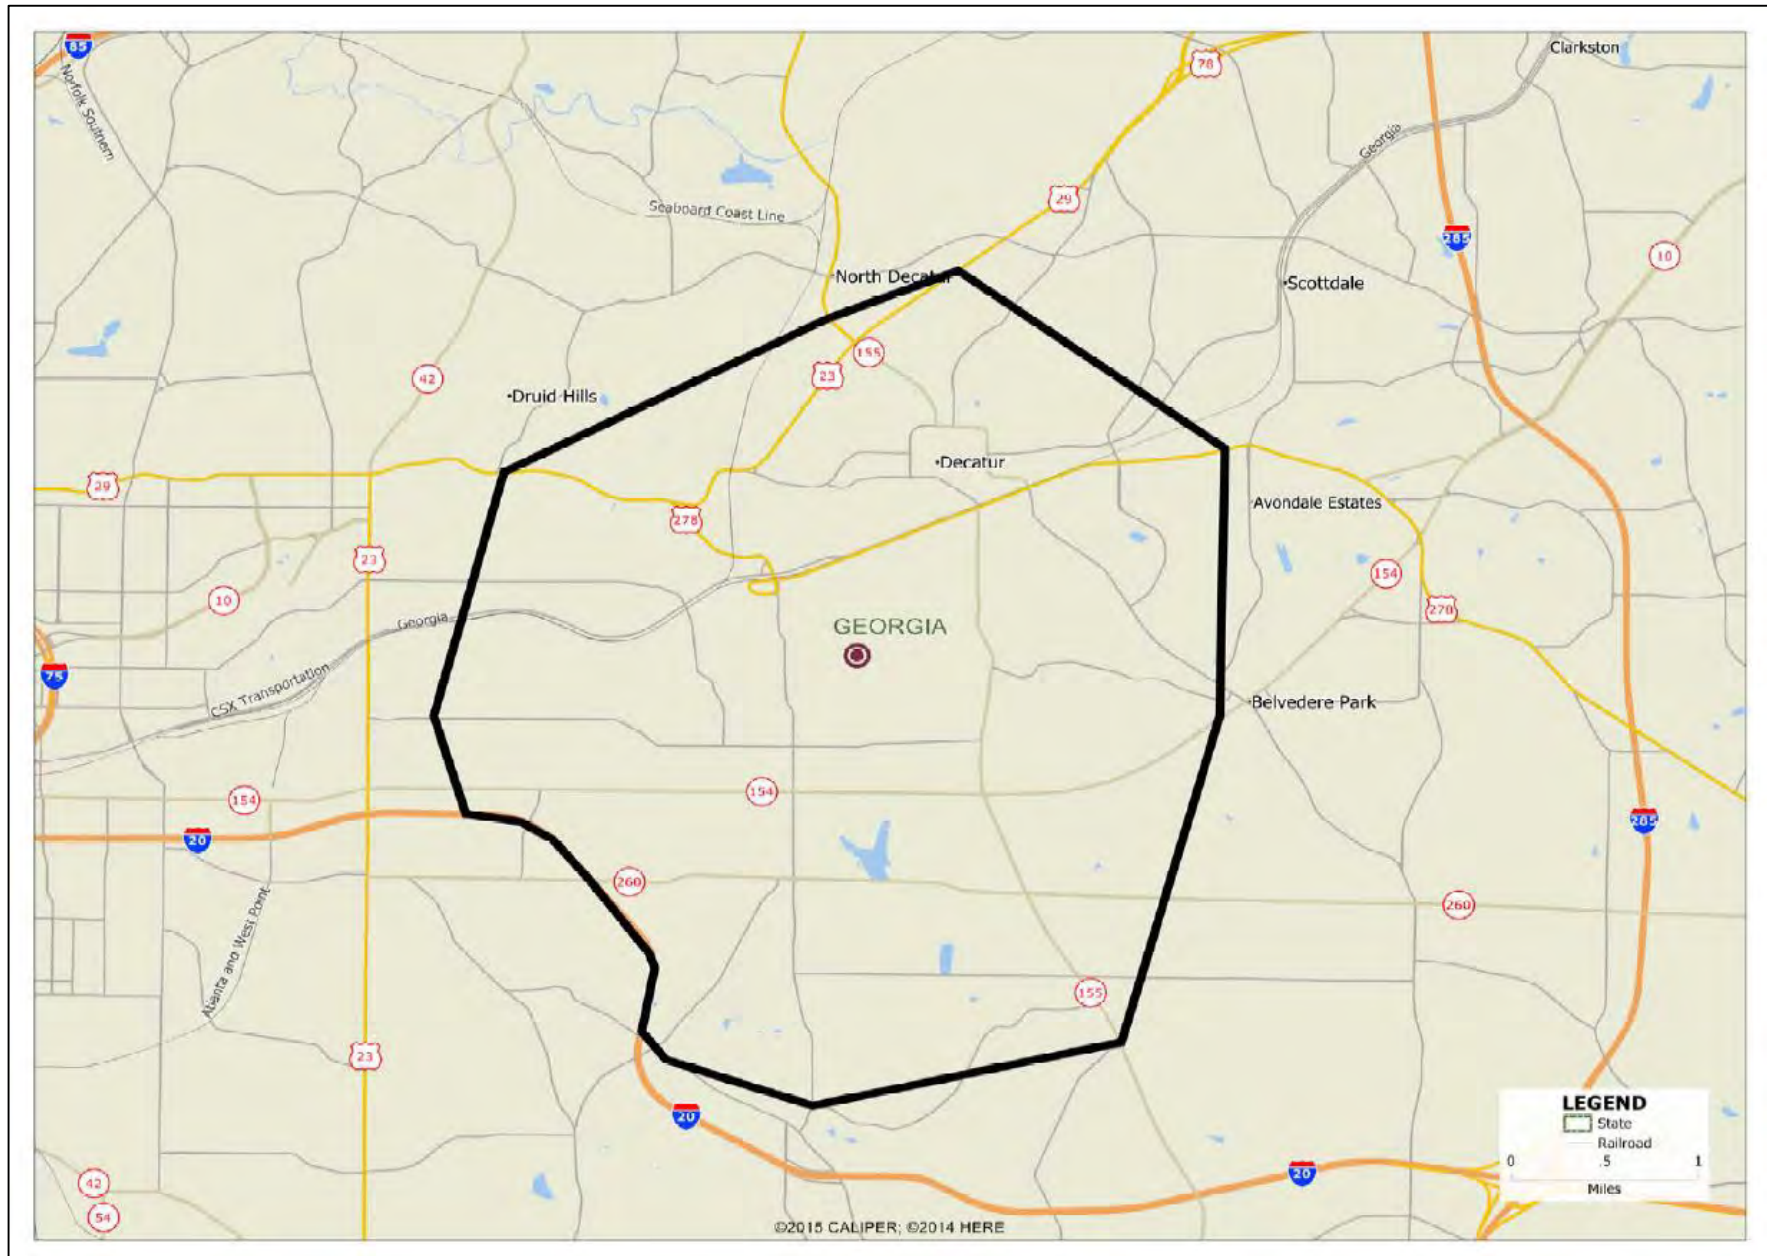 85
Clarkston
78
Norfolk Southern
Georgia
29
Seaboard Coast Line
285
10
North Decatur
Scottdale
155
23
42
Druid Hills
Decatur
29
278
Avondale Estates
23
154
10
278
Georgia
GEORGIA
75
CSX Transportation
Belvedere Park
154
154
285
20
260
260
Atlanta and West Point
155
23
LEGEND
State
Railroad
0 .5 1
Miles
20
20
42
54
©2015 CALIPER; ©2014 HERE